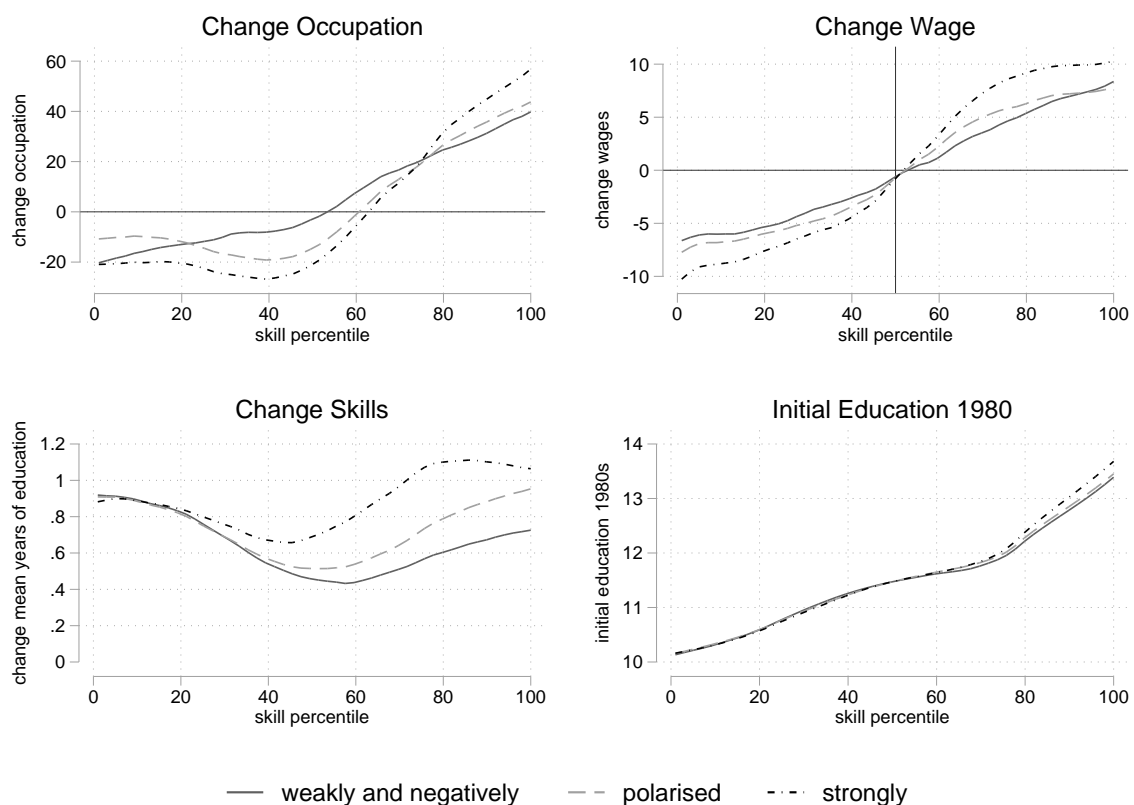 Change Occupation
change occupation
60
40
20
0
-20
0 20 40 60 80 100
skill percentile
Change Wage
change wages
10
5
0
-5
-10
0 20 40 60 80 100
skill percentile
Change Skills
change mean years of education
1.2
1
.8
.6
.4
.2
0
0 20 40 60 80 100
skill percentile
Initial Education 1980
initial education 1980s
14
13
12
11
10
0 20 40 60 80 100
skill percentile
weakly and negatively polarised strongly